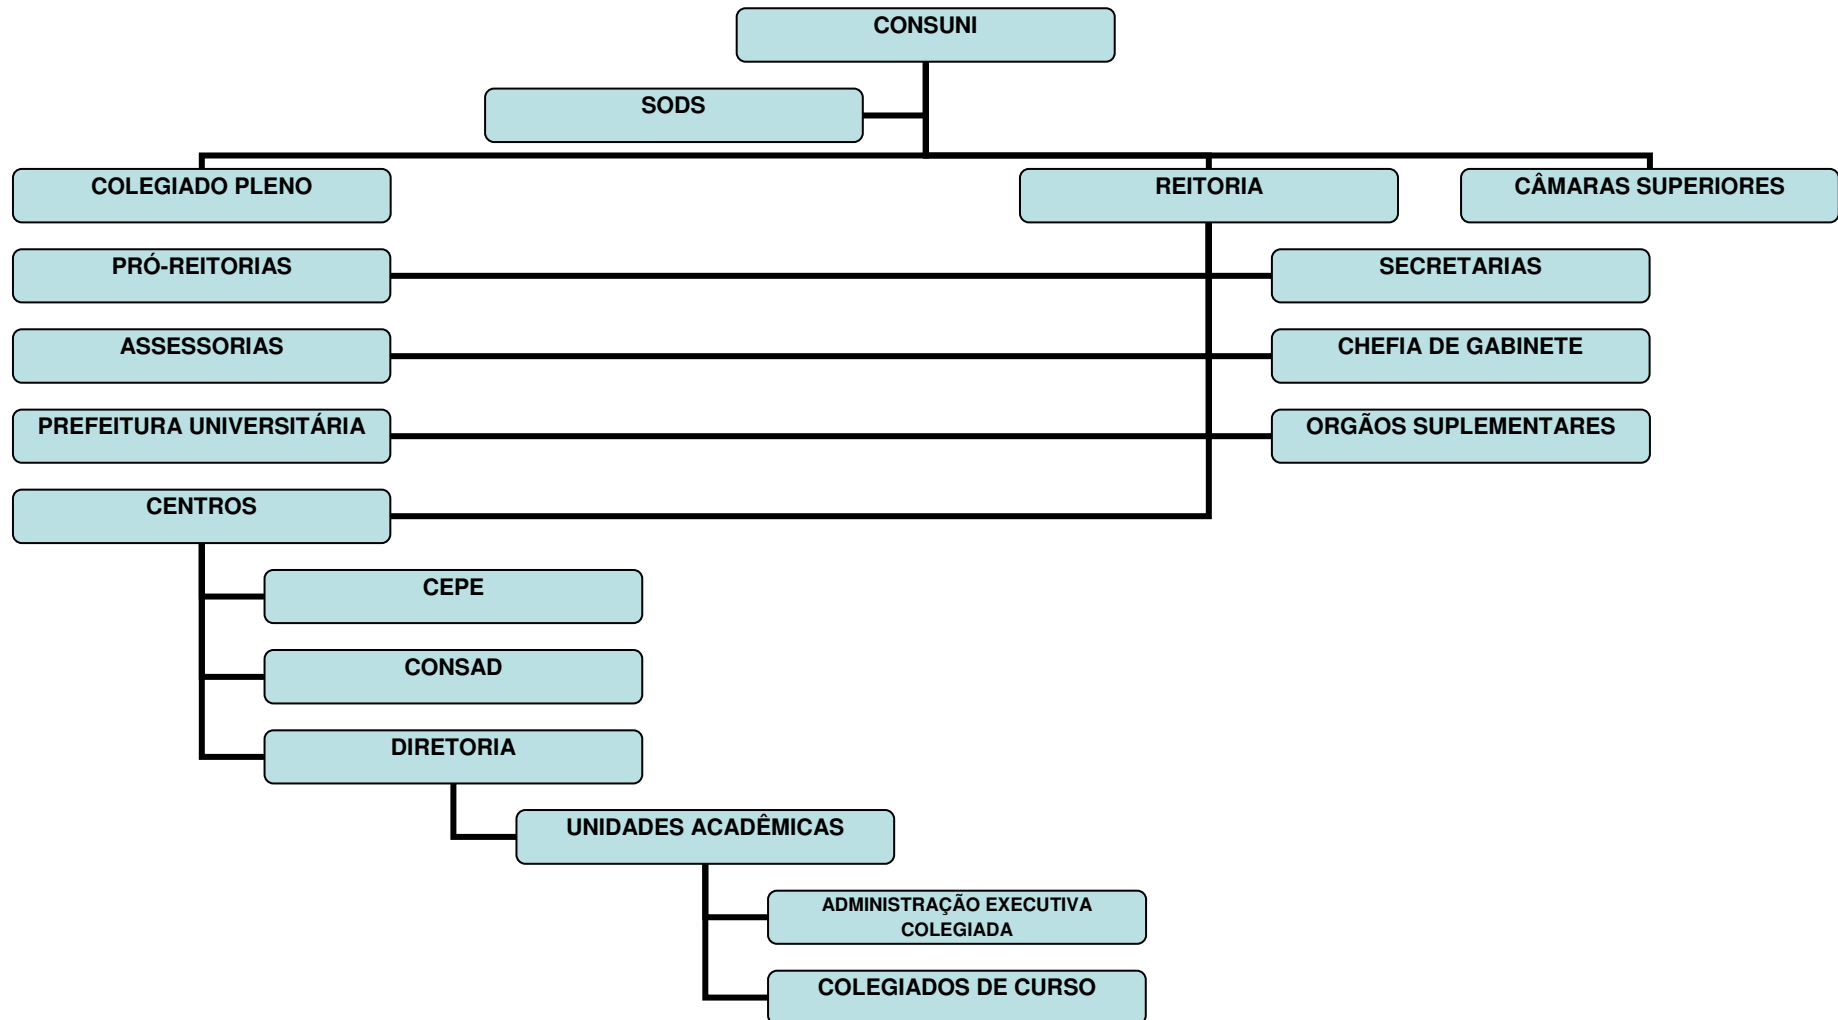 CONSUNI
SODS
COLEGIADO PLENO
REITORIA
CÂMARAS SUPERIORES
PRÓ-REITORIAS
SECRETARIAS
ASSESSORIAS
CHEFIA DE GABINETE
PREFEITURA UNIVERSITÁRIA
ORGÃOS SUPLEMENTARES
CENTROS
CEPE
CONSAD
DIRETORIA
UNIDADES ACADÊMICAS
ADMINISTRAÇÃO EXECUTIVA
COLEGIADA
COLEGIADOS DE CURSO